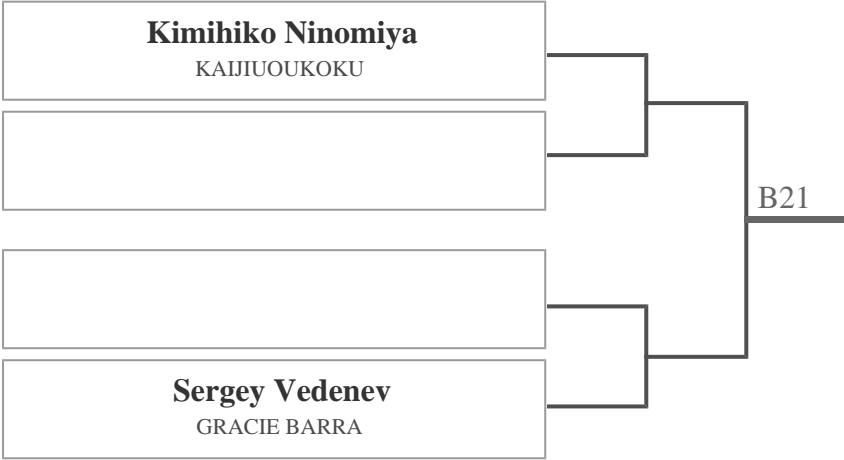 Kimihiko Ninomiya
KAIJIUOUKOKU
B21
Sergey Vedenev
GRACIE BARRA